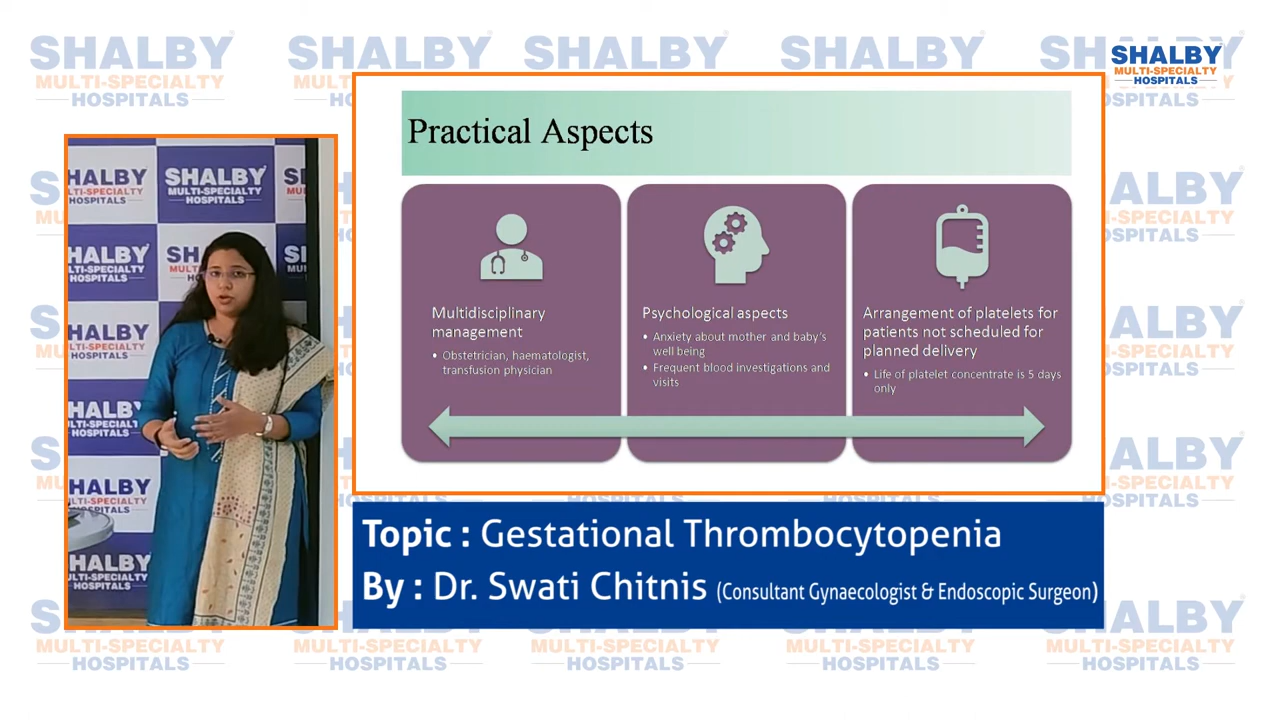 SHALBY
MULTI-SPECIALTY
HOSPITALS
Practical Aspects
Multidisciplinary
management
• Obstetrician, haematologist,
transfusion physician
Psychological aspects
• Anxiety about mother and baby's
well being
• Frequent blood investigations and
visits
Arrangement of platelets for
patients not scheduled for
planned delivery
• Life of platelet concentrate is 5 days
only
Topic : Gestational Thrombocytopenia
By : Dr. Swati Chitnis (Consultant Gynaecologist & Endoscopic Surgeon)